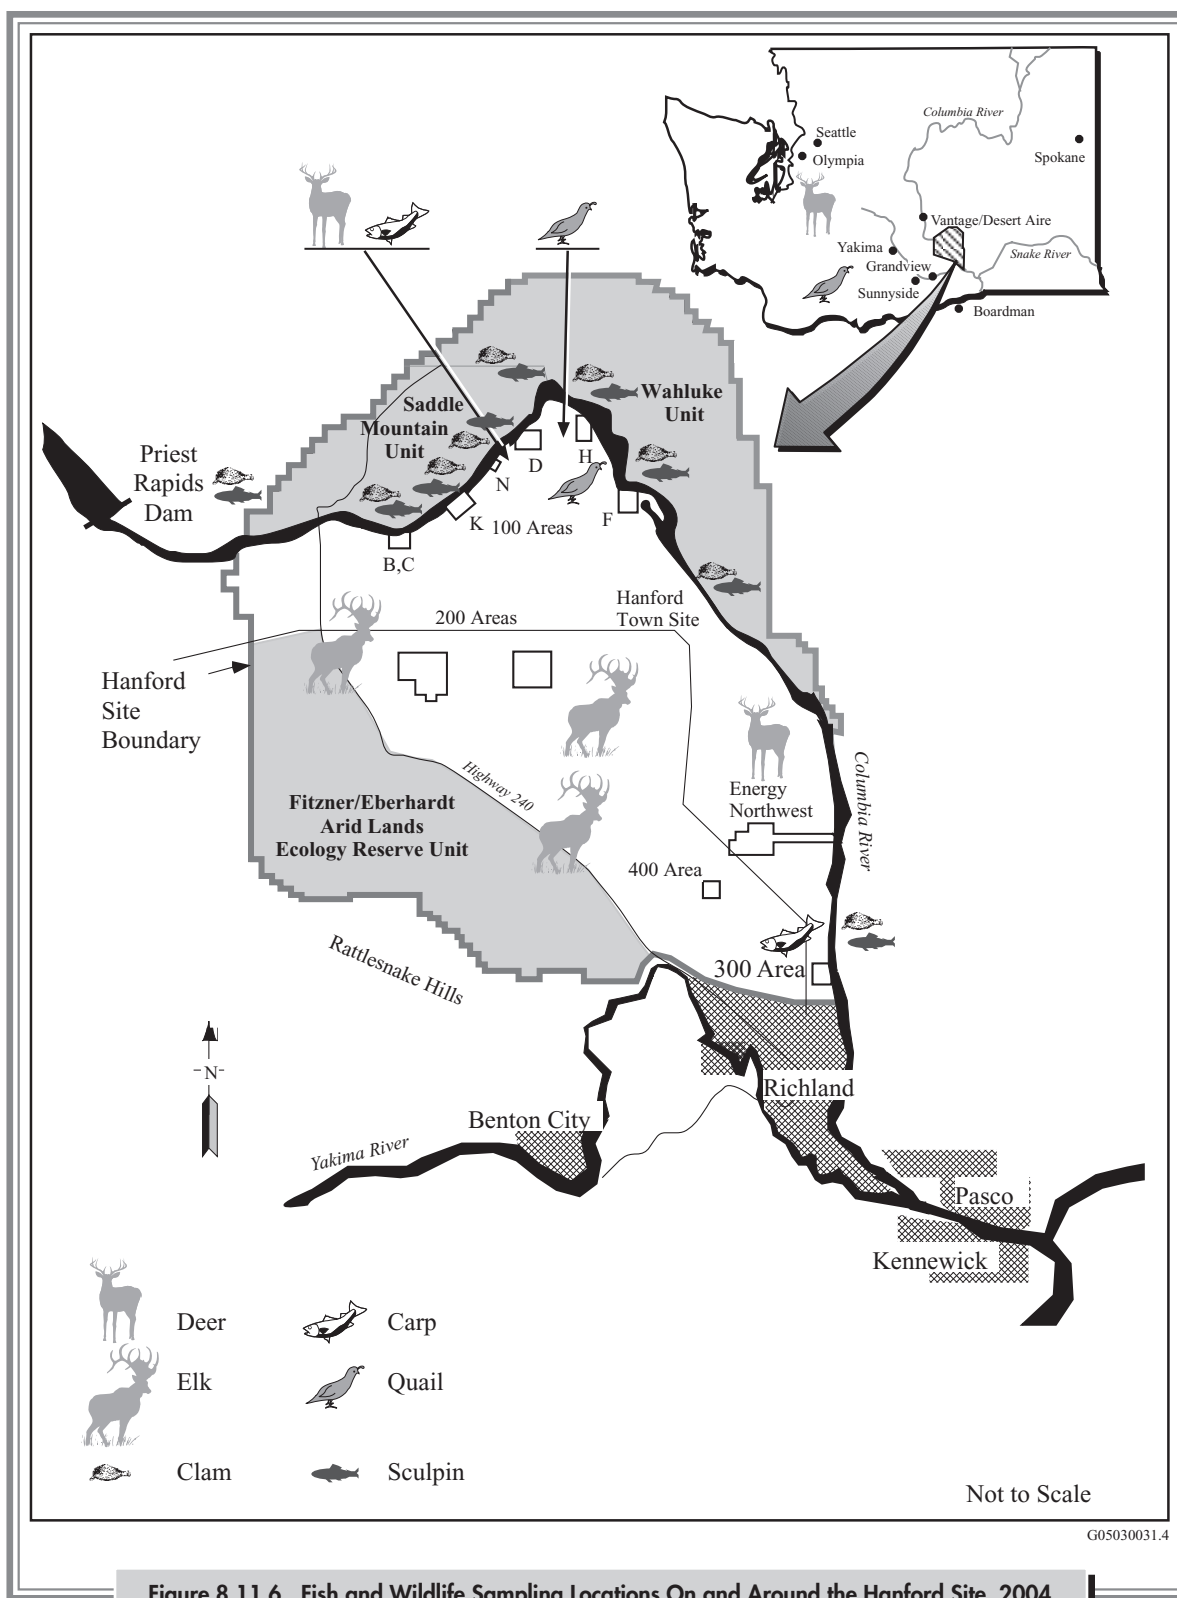 Columbia River
Seattle
Olympia
Spokane
Vantage/Desert Aire
Yakima
Grandview
Snake River
Sunnyside
Boardman
Saddle
Mountain
Unit
Wahluke
Unit
Priest
Rapids
Dam
D
H
N
K
100 Areas
F
B,C
Hanford
Town Site
200 Areas
Hanford
Site
Boundary
Highway 240
Energy
Northwest
Columbia River
Fitzner/Eberhardt
Arid Lands
Ecology Reserve Unit
400 Area
300 Area
Rattlesnake Hills
N
Richland
Benton City
Yakima River
Pasco
Kennewick
Deer
Carp
Elk
Quail
Clam
Sculpin
Not to Scale
G05030031.4
Figure 8.11.6 Fish and Wildlife Sampling Locations On and Around the Hanford Site, 2004